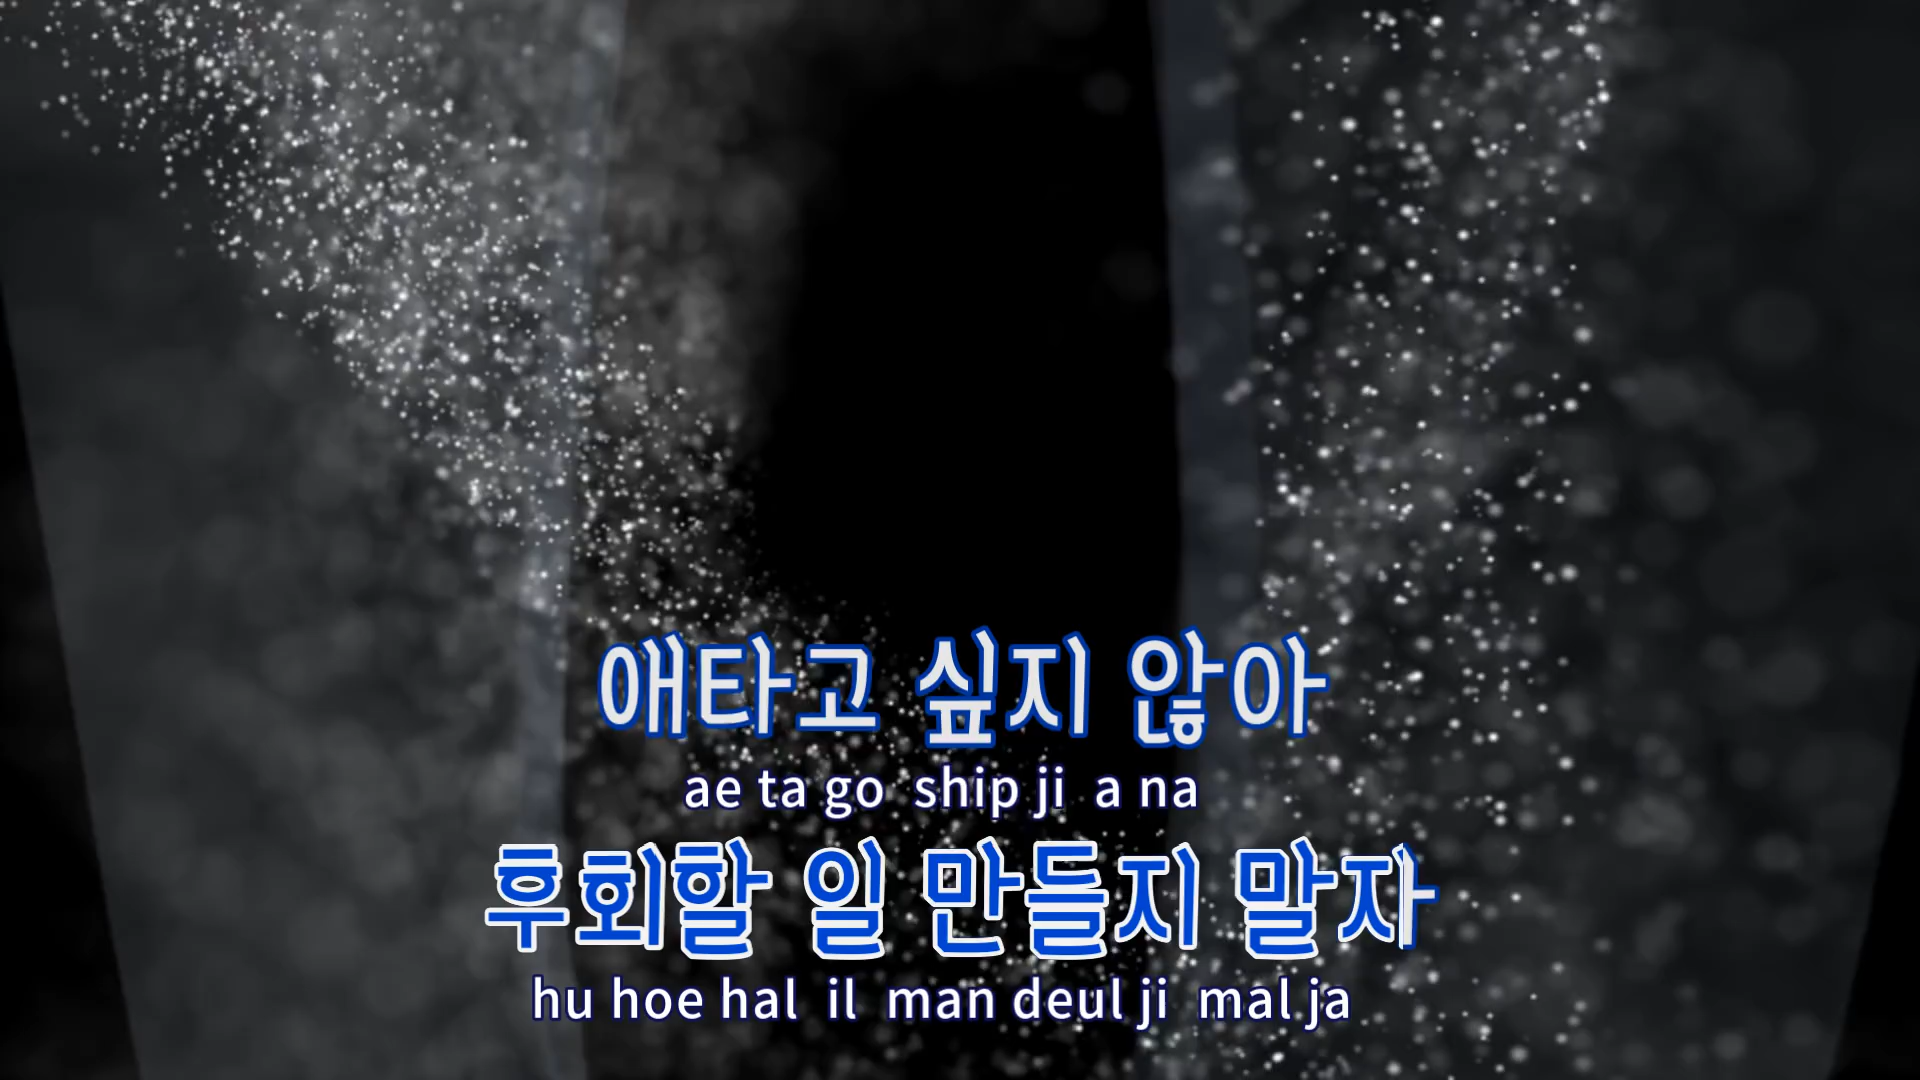 애타고 싶지 않아
ae ta go ship ji a na
후회할 일 만들지 말자
hu hoe hal il man deul ji mal ja